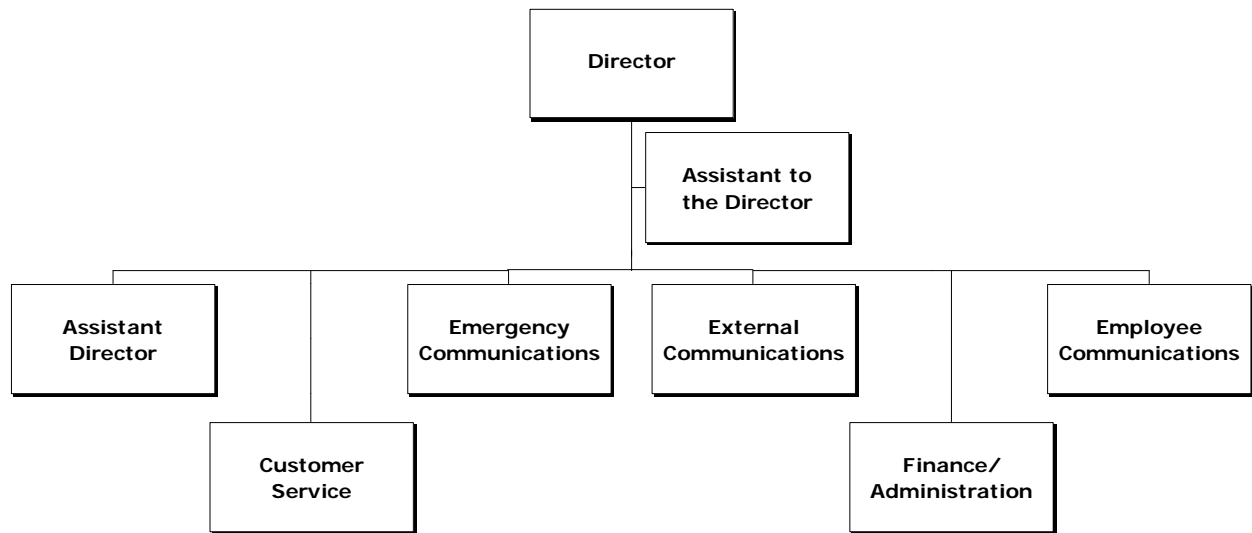 Director
Assistant to
the Director
Assistant
Director
Emergency
Communications
External
Communications
Employee
Communications
Customer
Service
Finance/
Administration